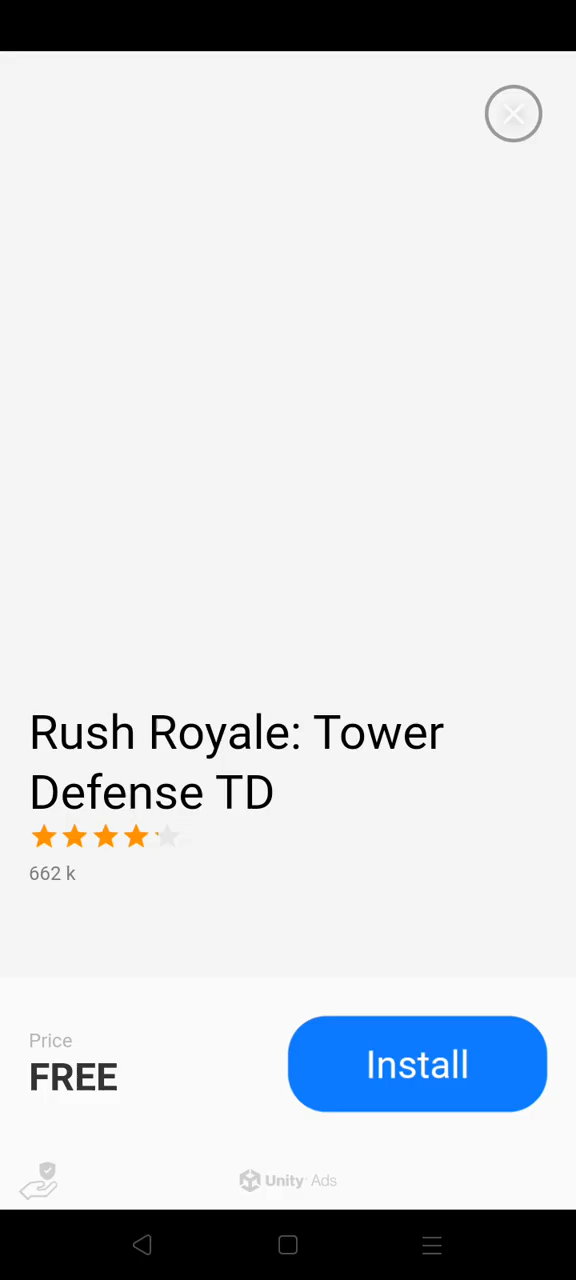 Rush Royale: Tower
Defense TD
662 k
Price
FREE
Install
Unity Ads